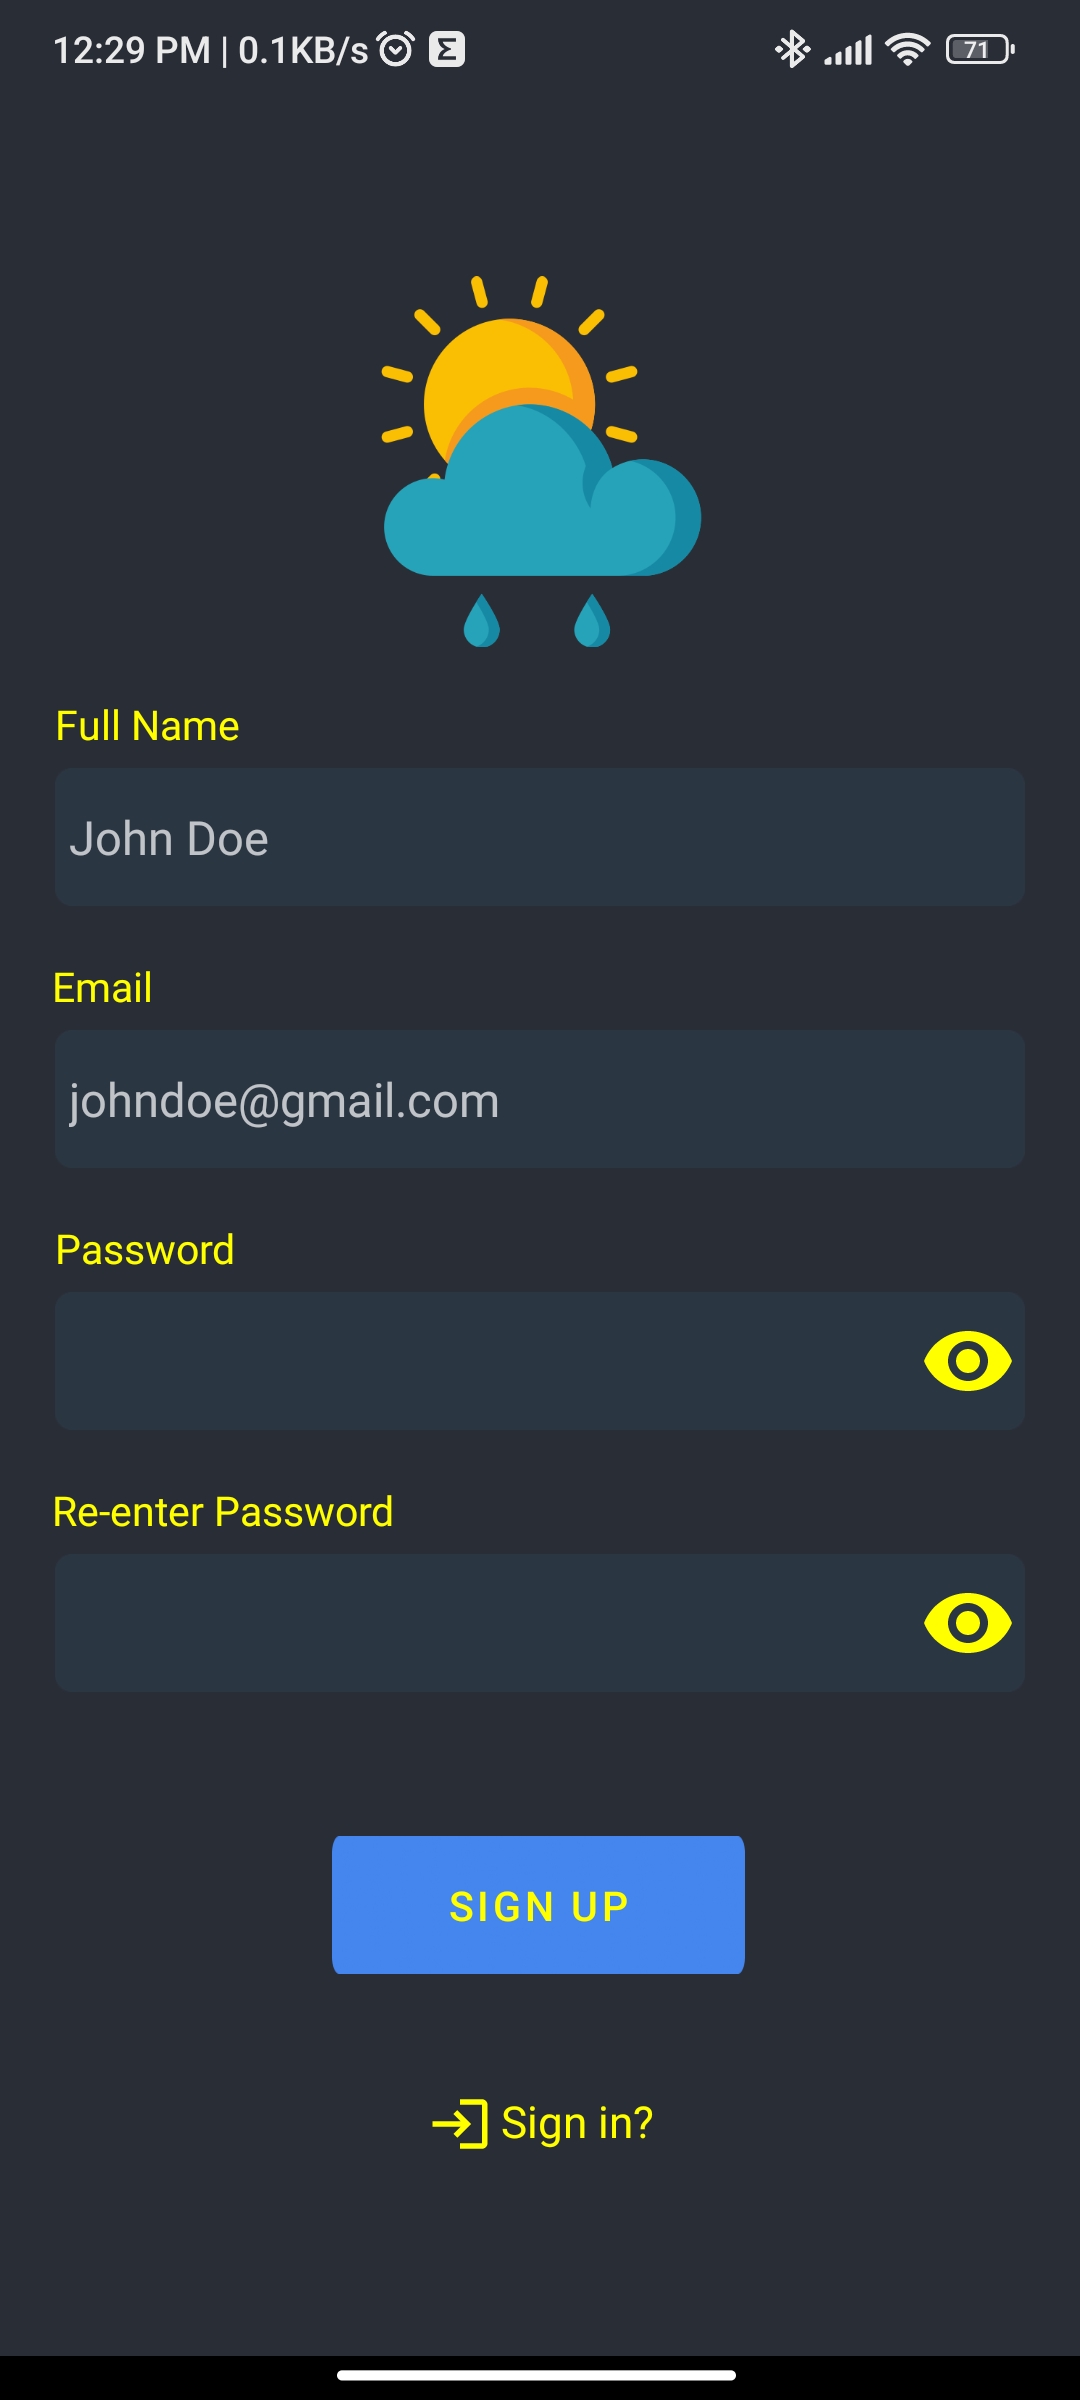 12:29 PM | 0.1KB/s Σ 71
Full Name
John Doe
Email
johndoe@gmail.com
Password
Re-enter Password
SIGN UP
Sign in?